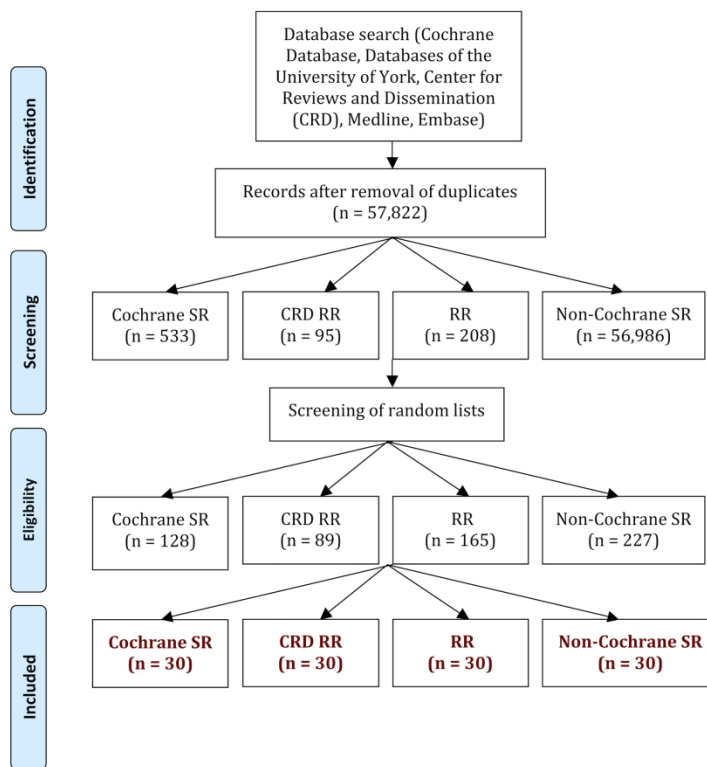 Database search (Cochrane
Database, Databases of the
University of York, Center for
Reviews and Dissemination
(CRD), Medline, Embase)
Identification
Records after removal of duplicates
(n = 57,822)
Screening
Cochrane SR
(n = 533)
CRD RR
(n = 95)
RR
(n = 208)
Non-Cochrane SR
(n = 56,986)
Screening of random lists
Eligibility
Cochrane SR
(n = 128)
CRD RR
(n = 89)
RR
(n = 165)
Non-Cochrane SR
(n = 227)
Included
Cochrane SR
(n = 30)
CRD RR
(n = 30)
RR
(n = 30)
Non-Cochrane SR
(n = 30)